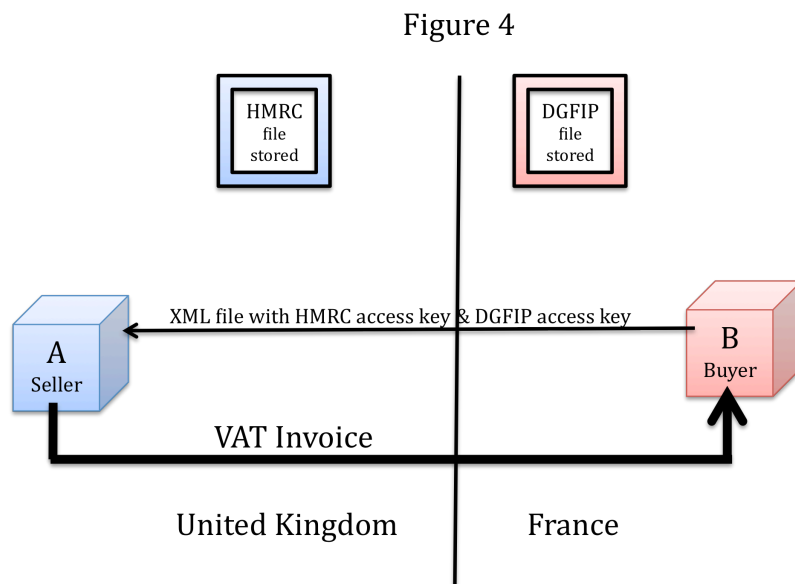 Figure 4
HMRC
file
stored
DGFIP
file
stored
XML file with HMRC access key & DGFIP access key
A
Seller
B
Buyer
VAT Invoice
United Kingdom
France